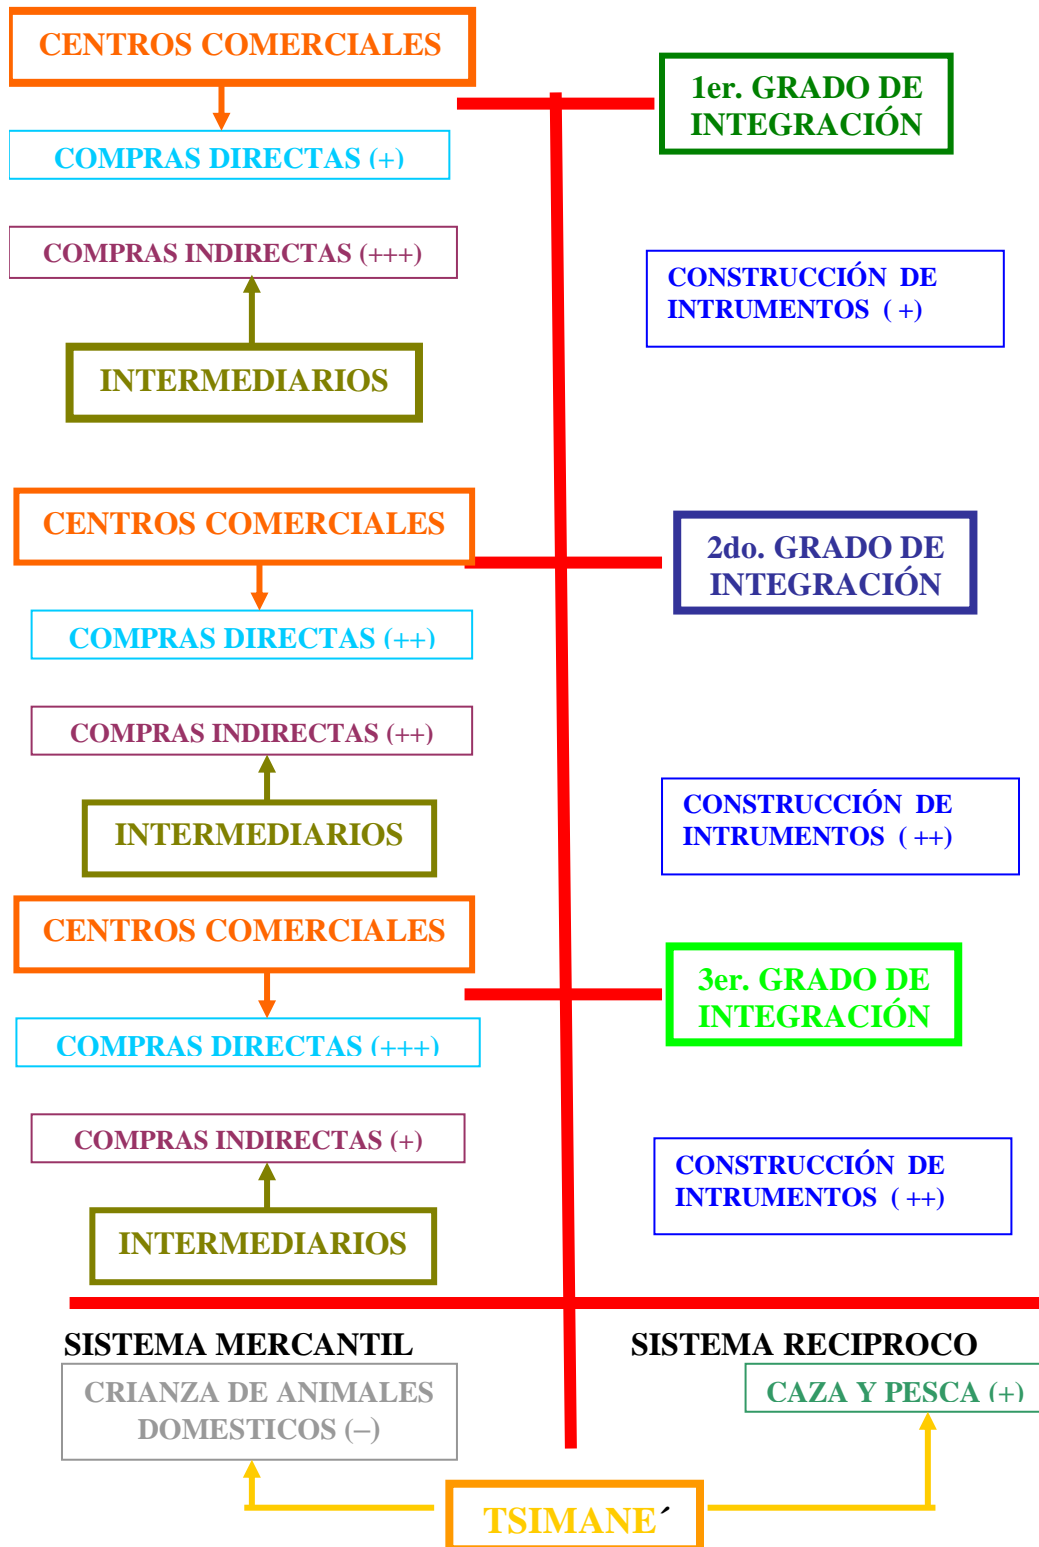 CENTROS COMERCIALES
1er. GRADO DE
INTEGRACIÓN
COMPRAS DIRECTAS (+)
COMPRAS INDIRECTAS (+++)
CONSTRUCCIÓN DE
INTRUMENTOS ( +)
INTERMEDIARIOS
CENTROS COMERCIALES
2do. GRADO DE
INTEGRACIÓN
COMPRAS DIRECTAS (++)
COMPRAS INDIRECTAS (++)
CONSTRUCCIÓN DE
INTRUMENTOS ( ++)
INTERMEDIARIOS
CENTROS COMERCIALES
3er. GRADO DE
INTEGRACIÓN
COMPRAS DIRECTAS (+++)
COMPRAS INDIRECTAS (+)
CONSTRUCCIÓN DE
INTRUMENTOS ( ++)
INTERMEDIARIOS
SISTEMA MERCANTIL
SISTEMA RECIPROCO
CRIANZA DE ANIMALES
DOMESTICOS (–)
CAZA Y PESCA (+)
TSIMANE´